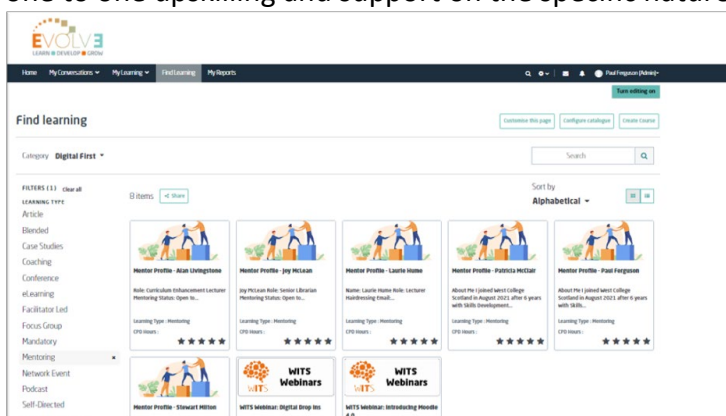 one to one upskilling and support on the specific nature
EVOLVE
LEARN DEVELOP GROW
Home My Conversations My Learning Find Learning My Reports Paul Ferguson (Admin)
Turn editing on
Find learning
Customise this page Configure catalogue Create Course
Category Digital First
Search
FILTERS (1) Clear all
LEARNING TYPE
Article
Blended
Case Studies
Coaching
Conference
eLearning
Facilitator Led
Focus Group
Mandatory
Mentoring
Network Event
Podcast
Self-Directed
8 items Share
Sort by
Alphabetical
Mentor Profile - Alan Livingstone
Role: Curriculum Enhancement Lecturer
Mentoring Status: Open to...
Learning Type : Mentoring
CPD Hours :
Mentor Profile - Joy McLean
Joy McLean Role: Senior Librarian
Mentoring Status: Open to...
Learning Type : Mentoring
CPD Hours :
Mentor Profile - Laurie Hume
Name: Laurie Hume Role: Lecturer
Hairdressing Email:...
Learning Type : Mentoring
CPD Hours :
Mentor Profile - Patricia McClair
About Me I joined West College
Scotland in August 2021 after 6 years
with Skills Development...
Learning Type : Mentoring
CPD Hours :
Mentor Profile - Paul Ferguson
About Me I joined West College
Scotland in August 2021 after 6 years
with Skills...
Learning Type : Mentoring
CPD Hours :
Mentor Profile - Stewart Milton
WITS
WITS
Webinars
WITS Webinar: Digital Drop Ins
WITS
WITS
Webinars
WITS Webinar: Introducing Moodle
4.0